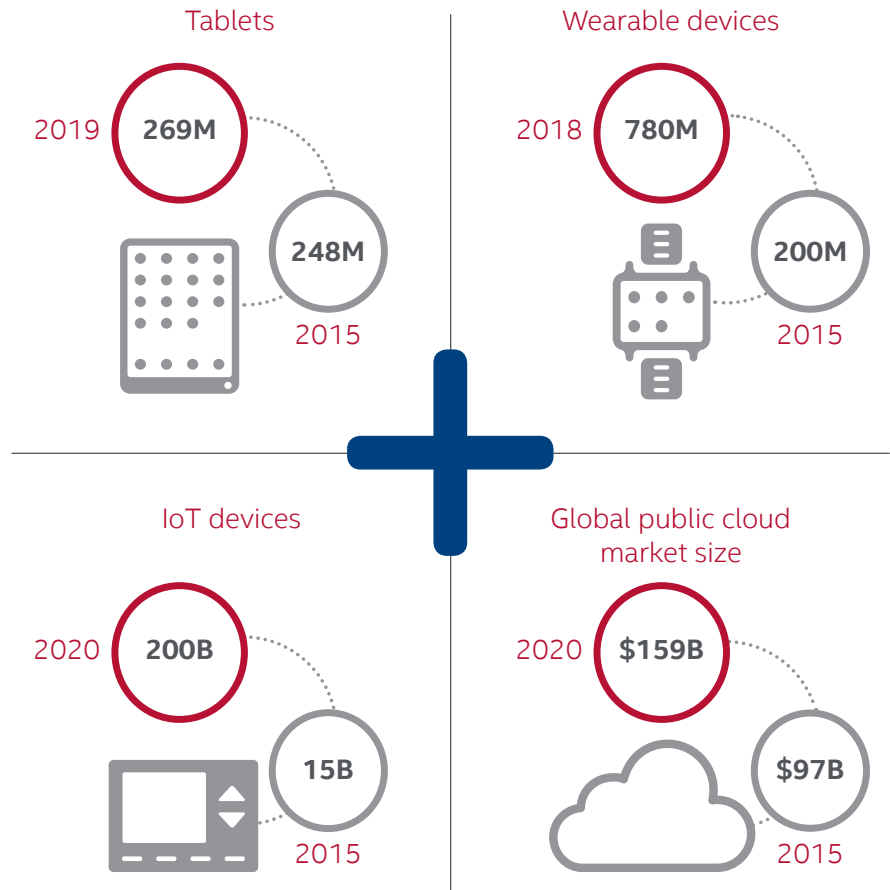 Tablets
2019
269M
248M
2015
Wearable devices
2018
780M
200M
2015
IoT devices
2020
200B
15B
2015
Global public cloud
market size
2020
$159B
$97B
2015